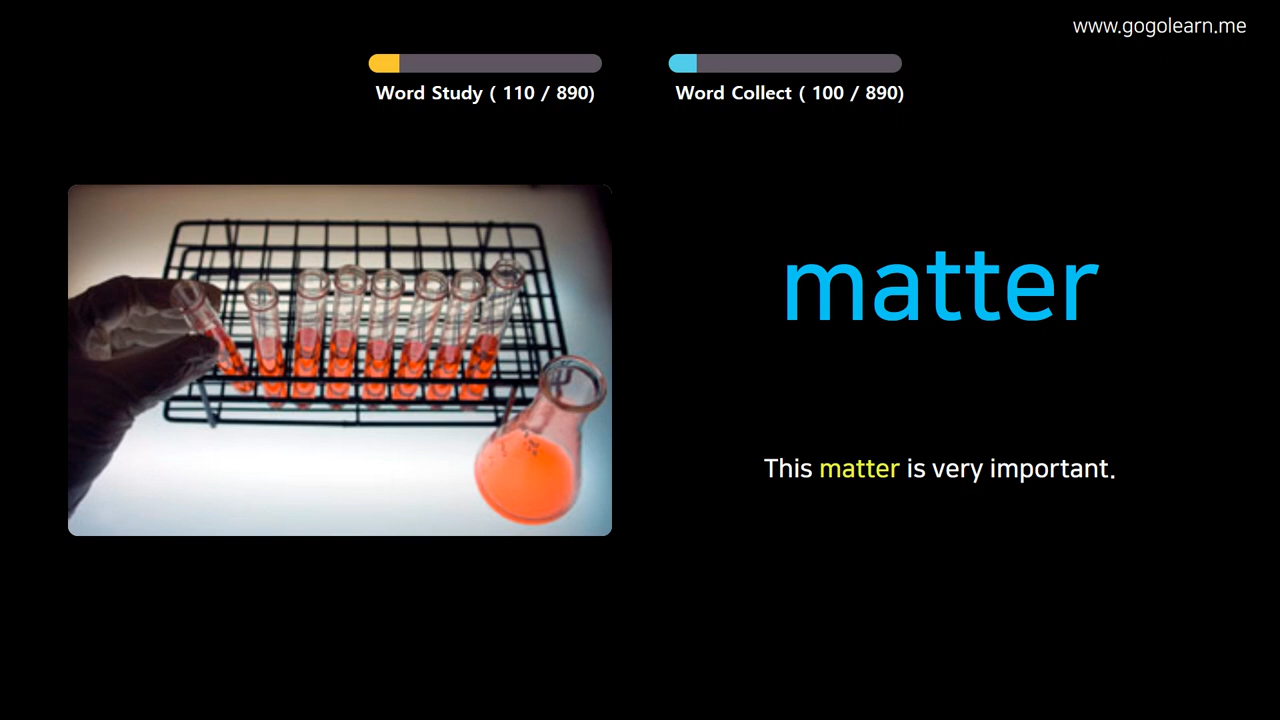 www.gogolearn.me
Word Study ( 110 / 890)
Word Collect ( 100 / 890)
matter
This matter is very important.